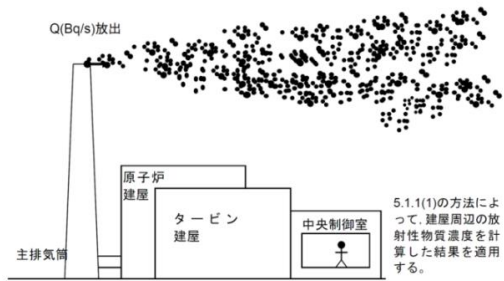 Q(Bq/s)放出
原子炉
建屋
タービン
建屋
中央制御室
主排気筒
5.1.1(1)の方法によ
って,建屋周辺の放
射性物質濃度を計
算した結果を適用
する。